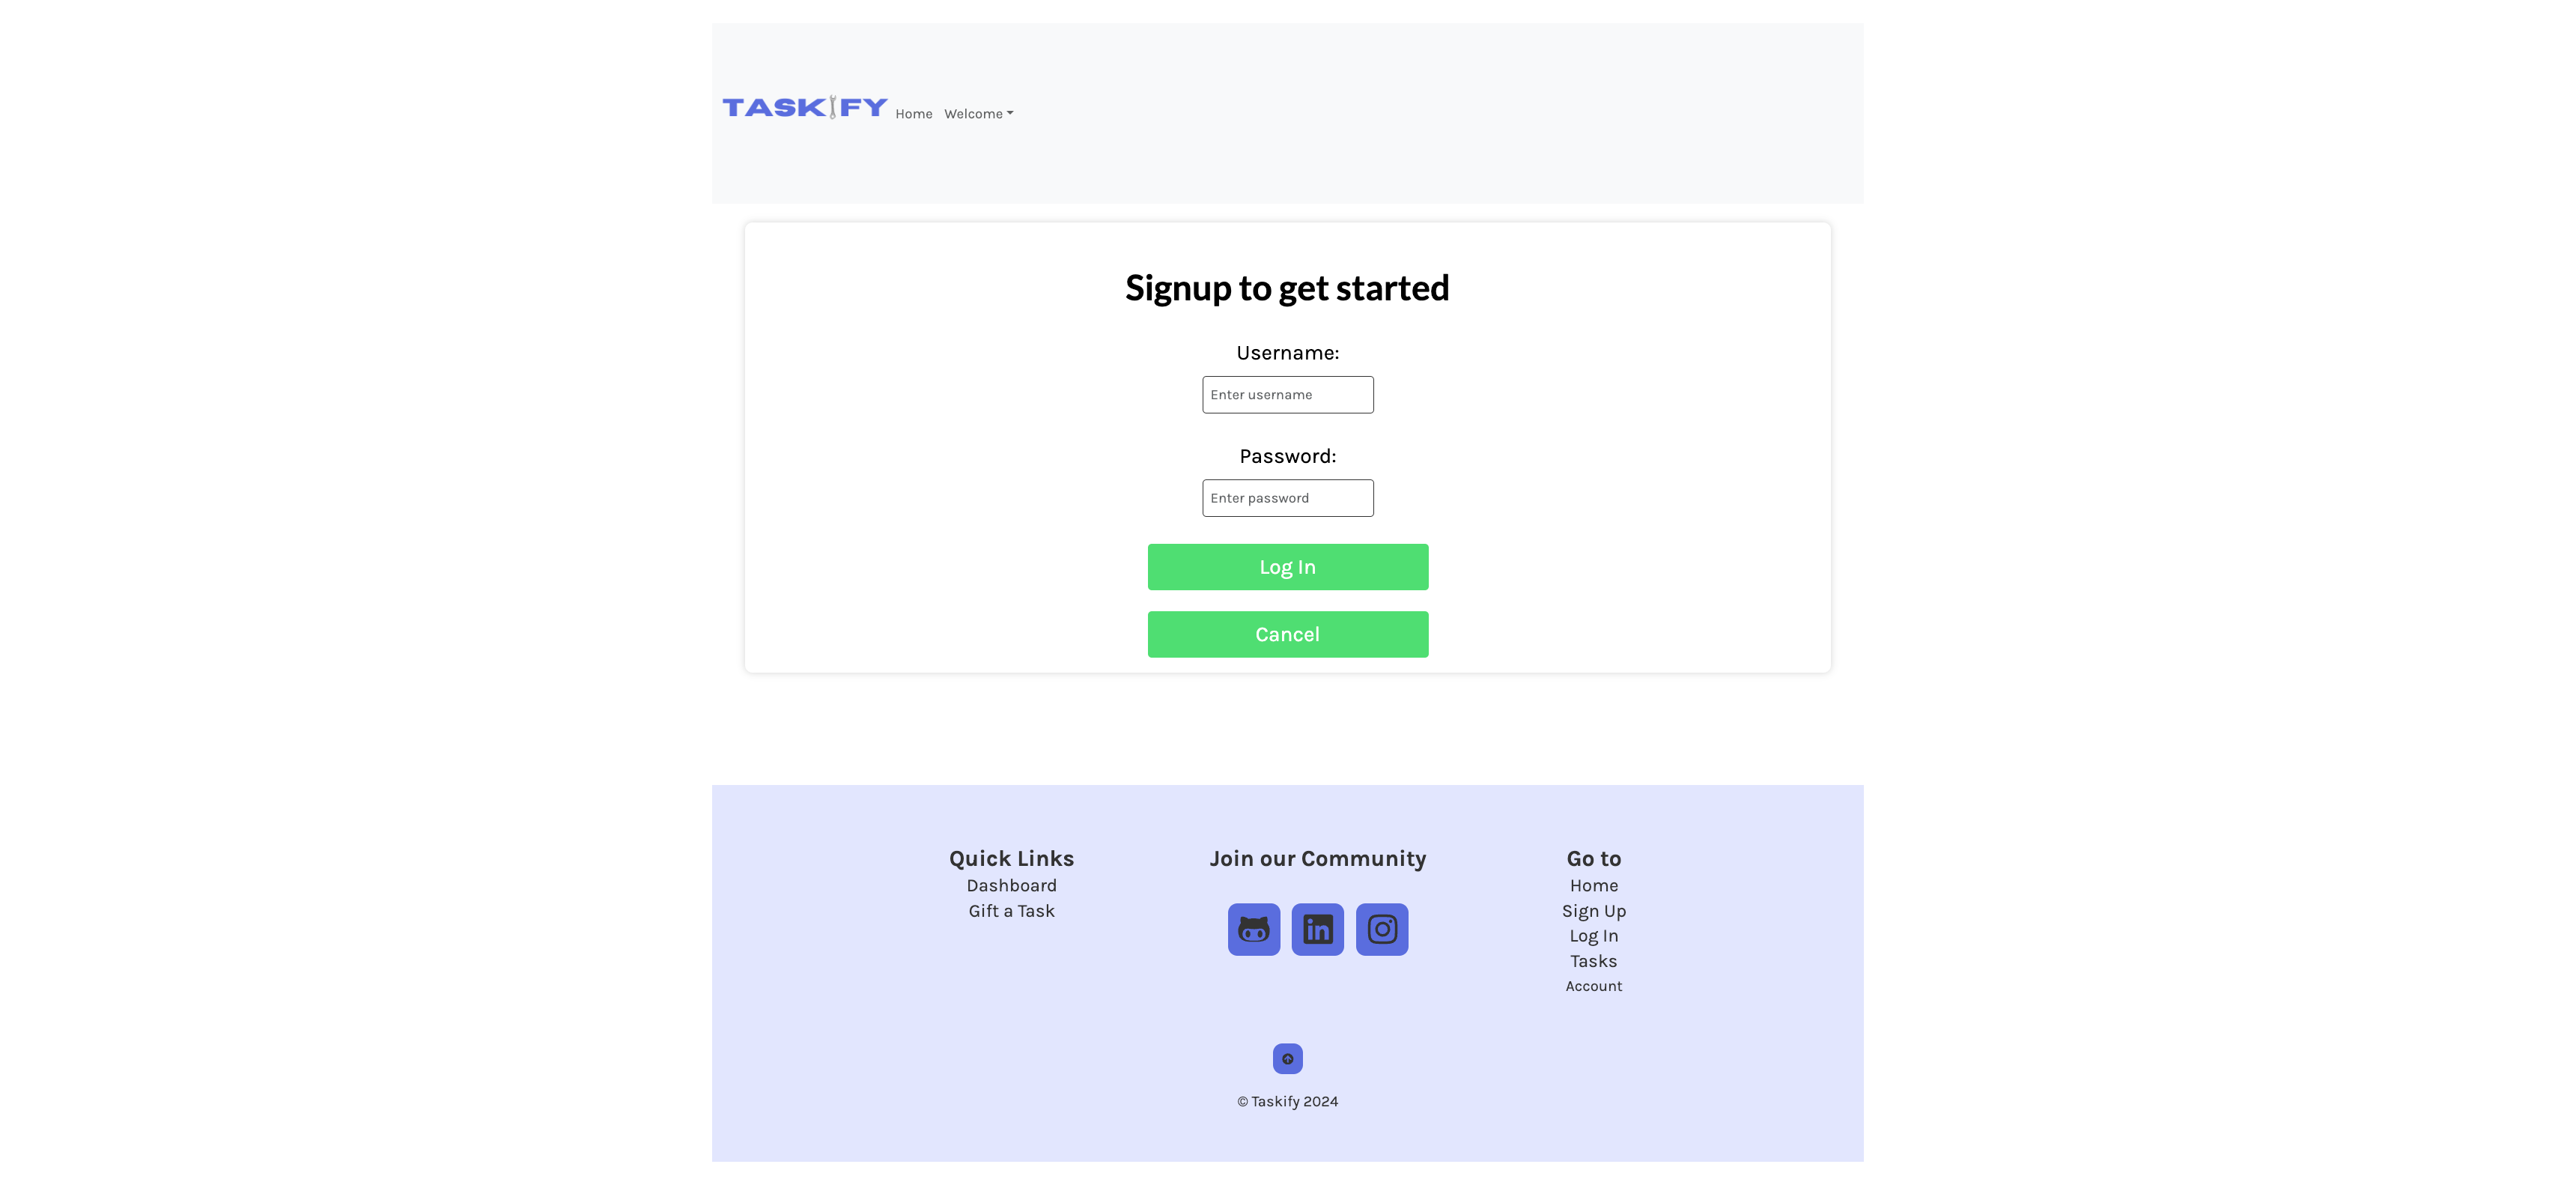 TASKIFY Home Welcome
Signup to get started
Username:
Enter username
Password:
Enter password
Log In
Cancel
Quick Links
Dashboard
Gift a Task
Join our Community
in
Go to
Home
Sign Up
Log In
Tasks
Account
© Taskify 2024